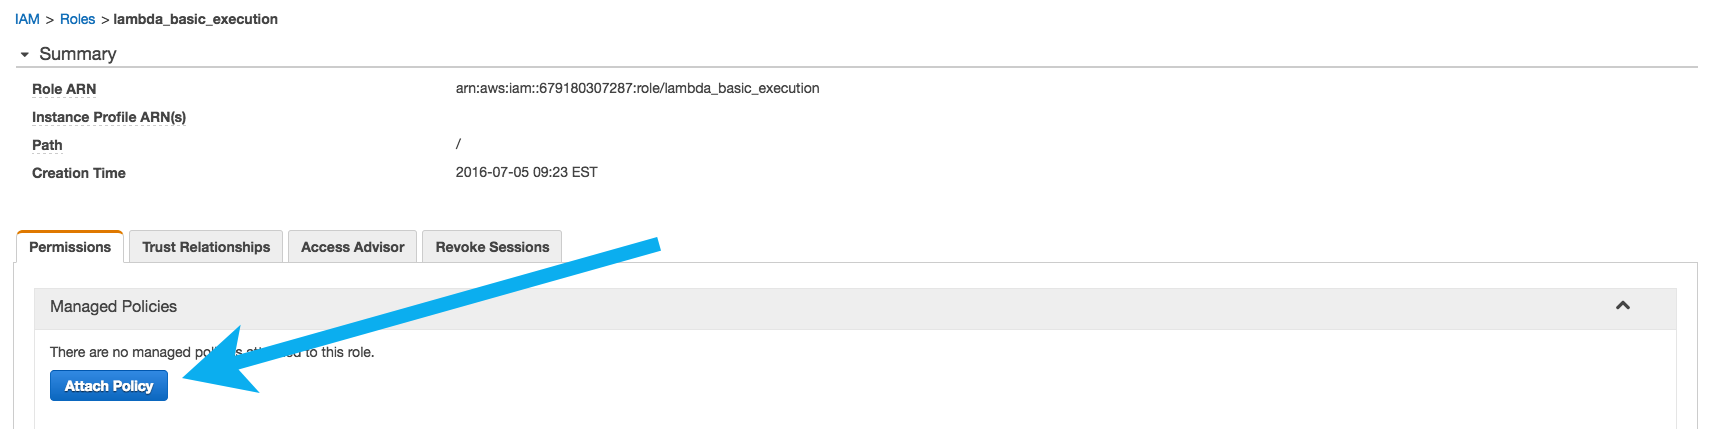 IAM > Roles > lambda_basic_execution
Summary
Role ARN arn:aws:iam::679180307287:role/lambda_basic_execution
Instance Profile ARN(s)
Path /
Creation Time 2016-07-05 09:23 EST
Permissions Trust Relationships Access Advisor Revoke Sessions
Managed Policies
There are no managed to this role.
Attach Policy